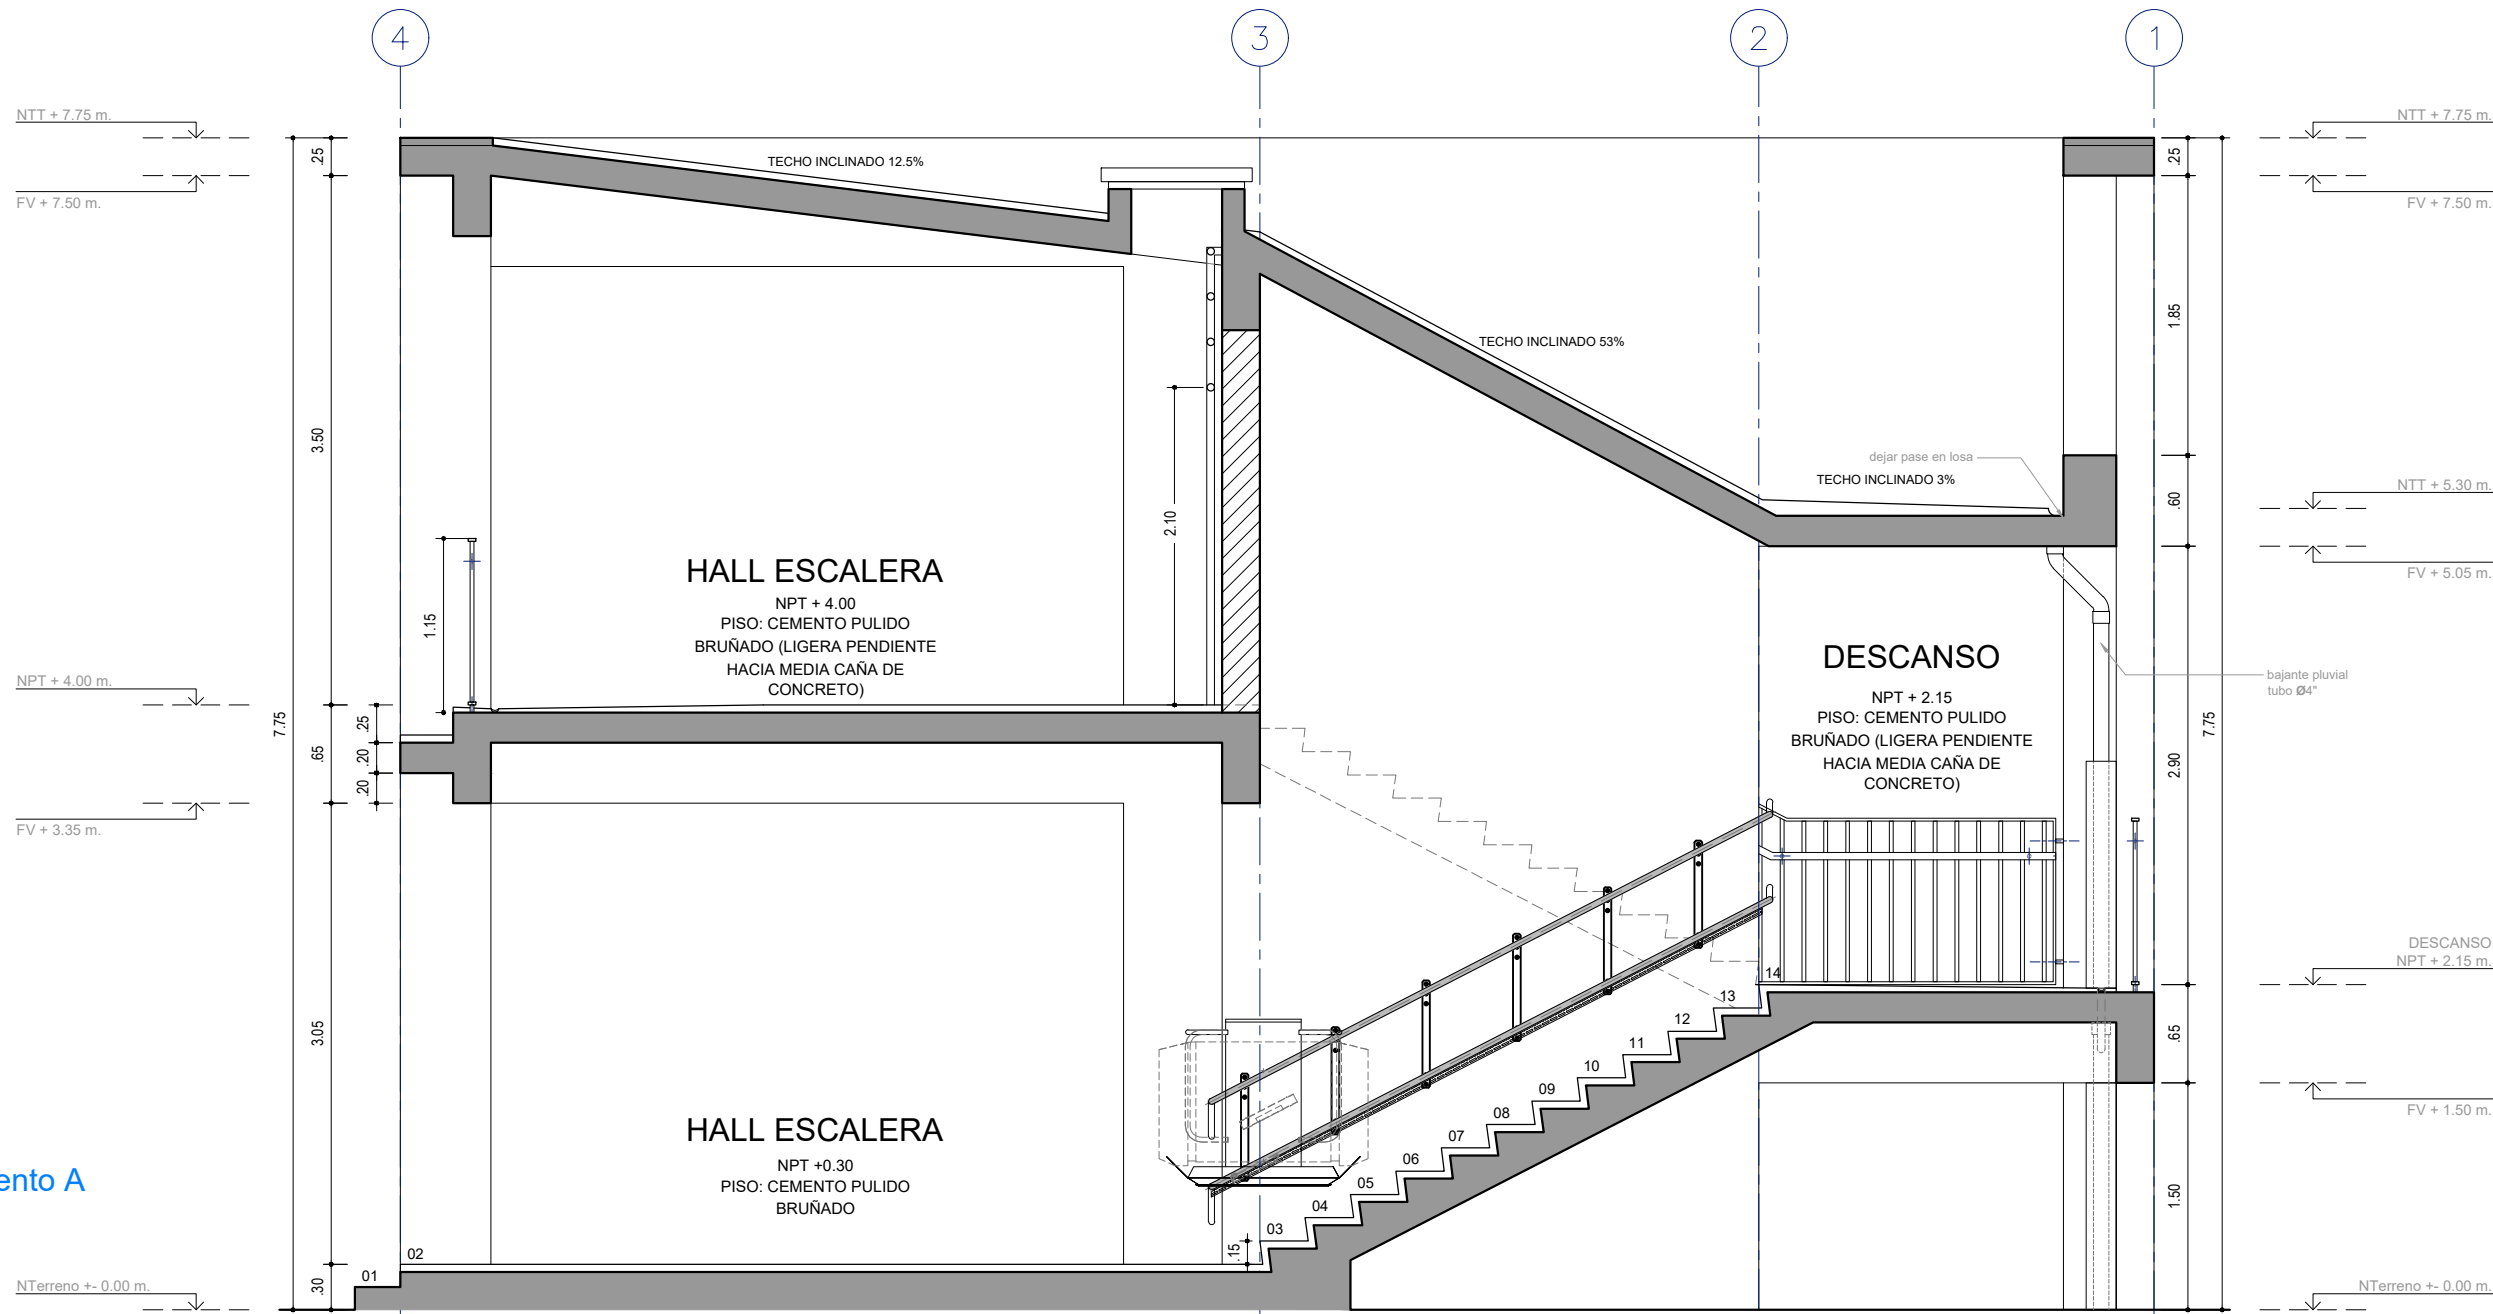 4
3
2
1
NTT + 7.75 m.
NTT + 7.75 m.
.25
TECHO INCLINADO 12.5%
.25
FV + 7.50 m.
FV + 7.50 m.
1.85
TECHO INCLINADO 53%
3.50
dejar pase en losa
TECHO INCLINADO 3%
NTT + 5.30 m.
.60
2.10
FV + 5.05 m.
1.15
HALL ESCALERA
NPT + 4.00
PISO: CEMENTO PULIDO
BRUÑADO (LIGERA PENDIENTE
HACIA MEDIA CAÑA DE
CONCRETO)
DESCANSO
NPT + 2.15
PISO: CEMENTO PULIDO
BRUÑADO (LIGERA PENDIENTE
HACIA MEDIA CAÑA DE
CONCRETO)
bajante pluvial
tubo Ø4"
NPT + 4.00 m.
7.75
7.75
.25
.65
.20
.20
2.90
FV + 3.35 m.
DESCANSO
NPT + 2.15 m.
14
13
12
11
10
09
08
07
06
05
04
03
02
01
3.05
.65
FV + 1.50 m.
HALL ESCALERA
NPT +0.30
PISO: CEMENTO PULIDO
BRUÑADO
ento A
1.50
.15
.30
NTerreno +- 0.00 m.
NTerreno +- 0.00 m.